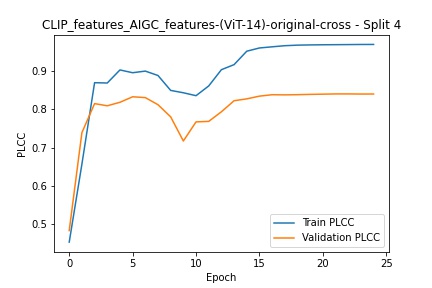 CLIP_features_AIGC_features-(ViT-14)-original-cross - Split 4
PLCC
0.9
0.8
0.7
0.6
0.5
Train PLCC
Validation PLCC
0 5 10 15 20 25
Epoch